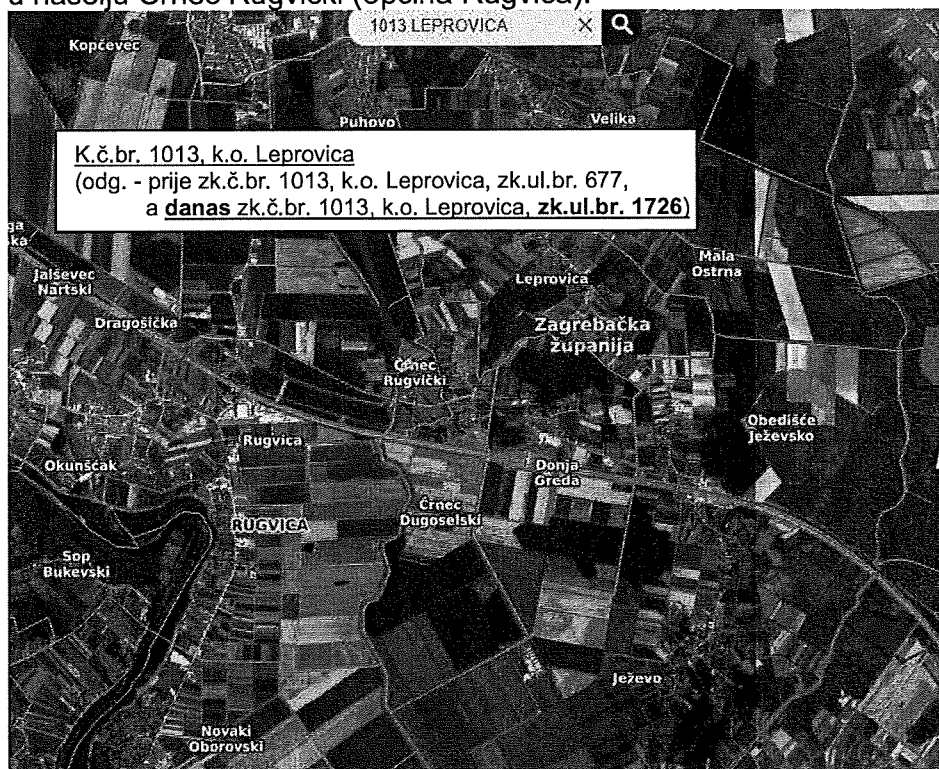 u naselju Črnec Rugvički (općina Rugvica).
1013 LEPROVICA
Kopčevec
Puhovo
Velika
K.č.br. 1013, k.o. Leprovica
(odg. - prije zk.č.br. 1013, k.o. Leprovica, zk.ul.br. 677,
a danas zk.č.br. 1013, k.o. Leprovica, zk.ul.br. 1726)
Jalševec
Nartski
Mala
Ostrna
Leprovica
Dragošička
Zagrebačka
županija
Črnec
Rugvički
Obedišće
Ježevsko
Rugvica
Okunšćak
Donja
Greda
Črnec
Dugoselski
RUGVICA
Sop
Bukevski
Ježevo
Novaki
Oborovski